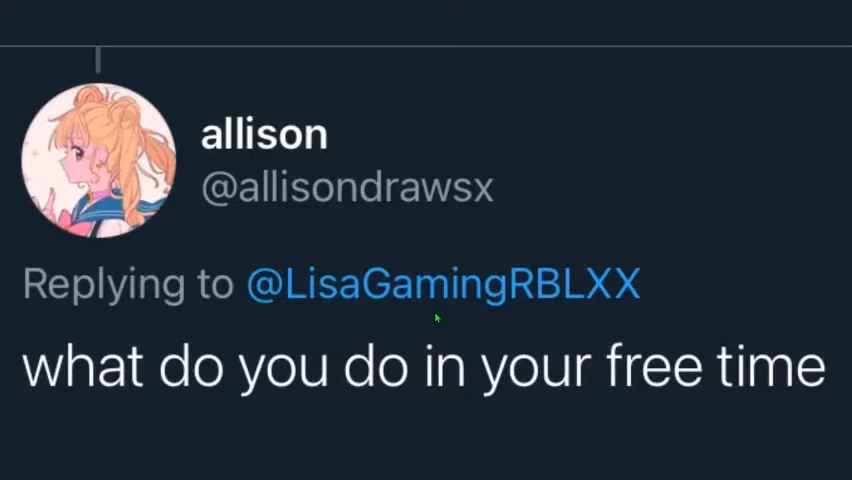 allison
@allisondrawsx
Replying to @LisaGamingRBLXX
what do you do in your free time